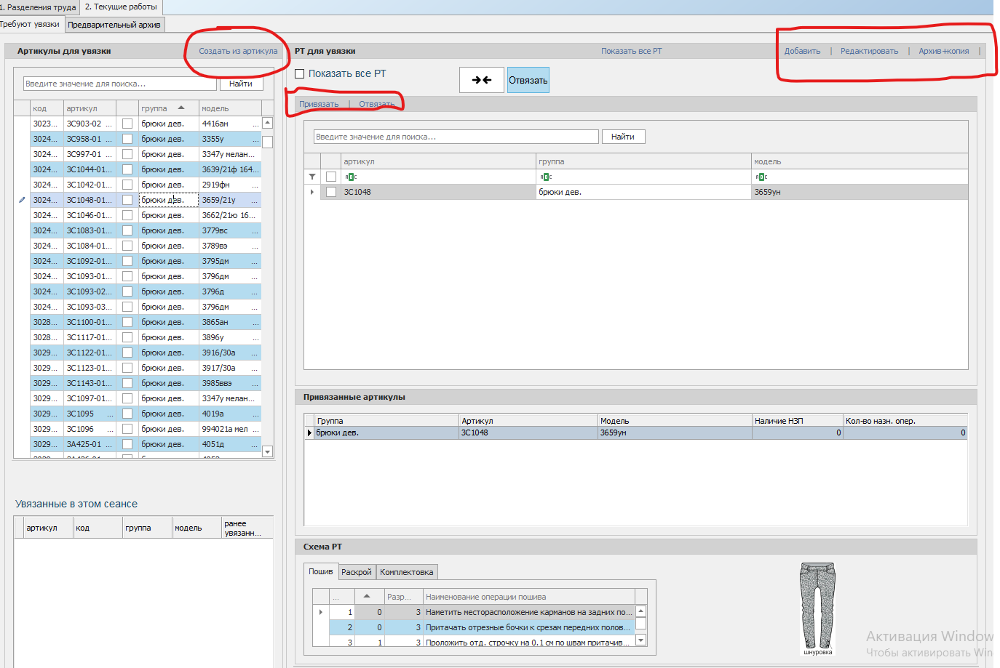 1. Разделения труда 2. Текущие работы
Требуют увязки Предварительный архив
Артикулы для увязки Создать из артикула
Введите значение для поиска... Найти
код артикул группа модель
3023... 3С903-02 ... брюки дев. 4416ан ...
3024... 3С958-01 ... брюки дев. 3355у ...
3024... 3С997-01 ... брюки дев. 3347у мелан...
3024... 3С1044-01... брюки дев. 3639/21ф 164...
3024... 3С1042-01... брюки дев. 2919фн ...
3024... 3С1048-01... брюки дев. 3659/21у ...
3024... 3С1046-01... брюки дев. 3662/21ю 16...
3024... 3С1083-01... брюки дев. 3779вс ...
3024... 3С1084-01... брюки дев. 3789вэ ...
3024... 3С1092-01... брюки дев. 3795дм ...
3024... 3С1093-01... брюки дев. 3796дм ...
3024... 3С1093-02... брюки дев. 3796д ...
3024... 3С1093-03... брюки дев. 3796дм ...
3028... 3С1100-01... брюки дев. 3865ан ...
3028... 3С1117-01... брюки дев. 3896у ...
3029... 3С1122-01... брюки дев. 3916/30а ...
3029... 3С1123-01... брюки дев. 3917/30а ...
3029... 3С1143-01... брюки дев. 3985ввэ ...
3029... 3С1097-01... брюки дев. 3347у мелан...
3029... 3С1095 ... брюки дев. 4019а ...
3029... 3С1096 ... брюки дев. 994021а мел ...
3029... 3А425-01 ... брюки дев. 4051д ...
Увязанные в этом сеансе
артикул код группа модель ранее
увязанн...
РТ для увязки Показать все РТ Добавить | Редактировать | Архив+копия |
Показать все РТ Отвязать
Привязать | Отвязать
Введите значение для поиска... Найти
артикул группа модель
ABC ABC ABC
3С1048 брюки дев. 3659ун
Привязанные артикулы
Группа Артикул Модель Наличие НЗП Кол-во назн. опер.
брюки дев. 3С1048 3659ун 0 0
Схема РТ
Пошив Раскрой Комплектовка
... Разр... Наименование операции пошива
1 0 3 Наметить месторасположение карманов на задних по...
2 0 3 Притачать отрезные бочки к срезам передних полов...
3 1 3 Проложить отд. строчку на 0.1 см по швам притачив...
шнуровка
Активация Window
Чтобы активировать Win